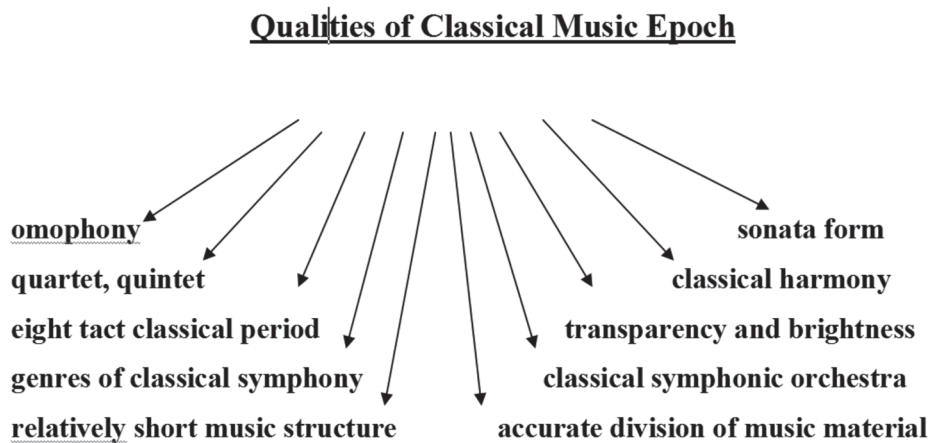 Qualities of Classical Music Epoch
omophony
sonata form
quartet, quintet
classical harmony
eight tact classical period
transparency and brightness
genres of classical symphony
classical symphonic orchestra
relatively short music structure
accurate division of music material